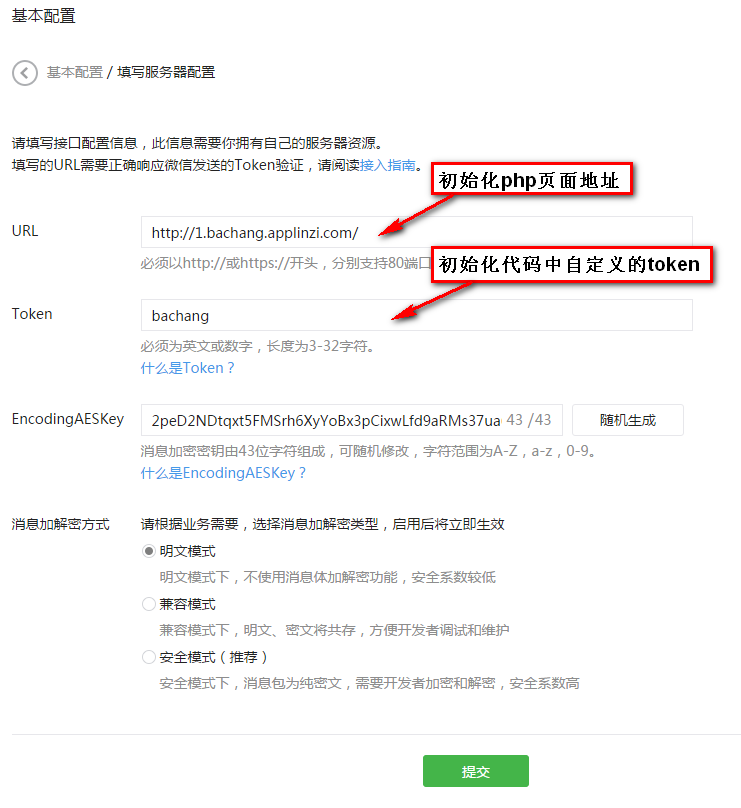 基本配置
基本配置 / 填写服务器配置
请填写接口配置信息，此信息需要你拥有自己的服务器资源。
填写的URL需要正确响应微信发送的Token验证，请阅读接入指南。
初始化php页面地址
URL
http://1.bachang.applinzi.com/
必须以http://或https://开头，分别支持80端口
初始化代码中自定义的token
Token
bachang
必须为英文或数字，长度为3-32字符。
什么是Token？
EncodingAESKey
2peD2NDtqxt5FMSrh6XyYoBx3pCixwLfd9aRMs37ua 43 /43
随机生成
消息加密密钥由43位字符组成，可随机修改，字符范围为A-Z，a-z，0-9。
什么是EncodingAESKey？
消息加解密方式
请根据业务需要，选择消息加解密类型，启用后将立即生效
明文模式
明文模式下，不使用消息体加解密功能，安全系数较低
兼容模式
兼容模式下，明文、密文将共存，方便开发者调试和维护
安全模式（推荐）
安全模式下，消息包为纯密文，需要开发者加密和解密，安全系数高
提交